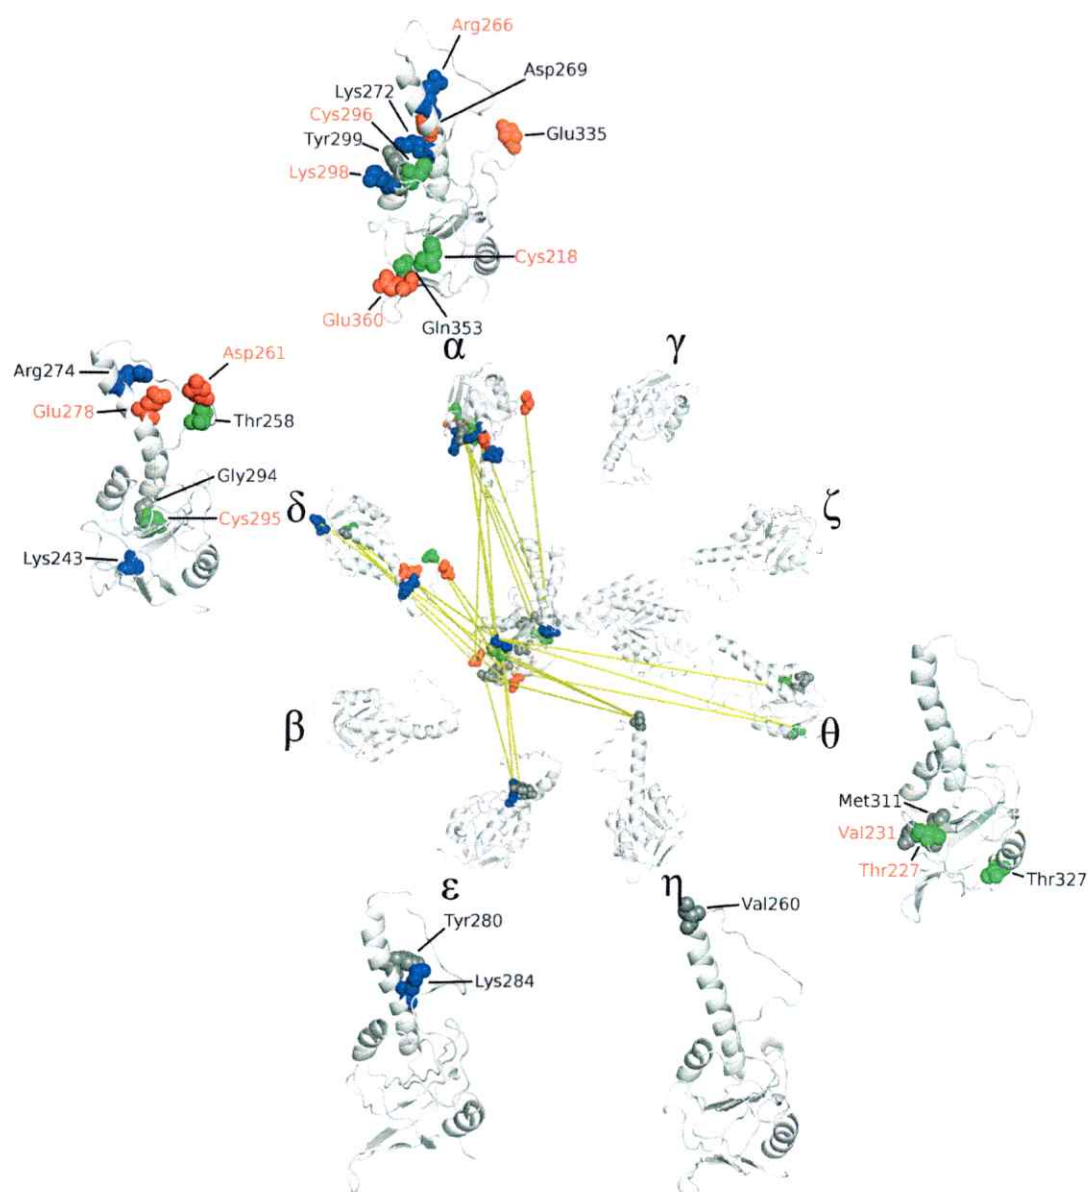 Arg266
Asp269
Lys272
Cys296
Glu335
Tyr299
Lys298
Cys218
Glu360
Gln353
α
γ
Asp261
Arg274
Glu278
Thr258
Gly294
δ
ζ
Cys295
Lys243
β
θ
Met311
Val231
Thr227
Thr327
ε
η
Val260
Tyr280
Lys284